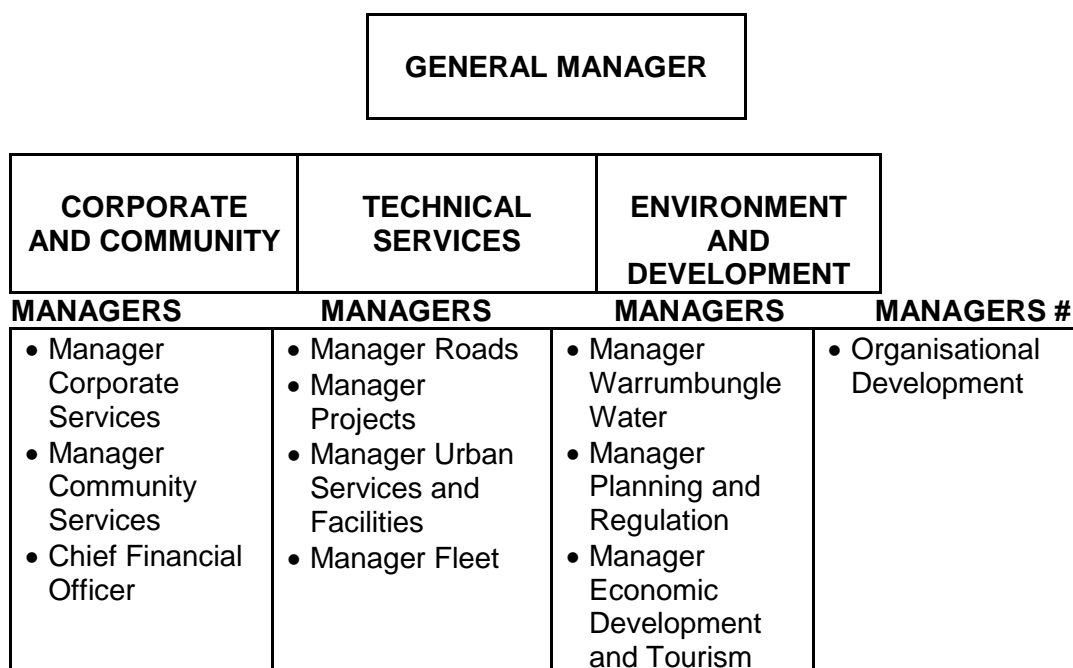 GENERAL MANAGER
CORPORATE
AND COMMUNITY
TECHNICAL
SERVICES
ENVIRONMENT
AND
DEVELOPMENT
MANAGERS
MANAGERS
MANAGERS
MANAGERS #
• Manager
Corporate
Services
• Manager
Community
Services
• Chief Financial
Officer
• Manager Roads
• Manager
Projects
• Manager Urban
Services and
Facilities
• Manager Fleet
• Manager
Warrumbungle
Water
• Manager
Planning and
Regulation
• Manager
Economic
Development
and Tourism
• Organisational
Development